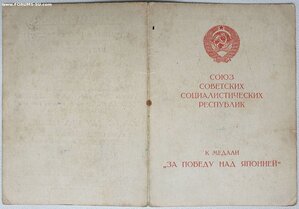 www.FORUMS-SU.com
СОЮЗ
СОВЕТСКИХ
СОЦИАЛИСТИЧЕСКИХ
РЕСПУБЛИК
К МЕДАЛИ
„ЗА ПОБЕДУ НАД ЯПОНИЕЙ“